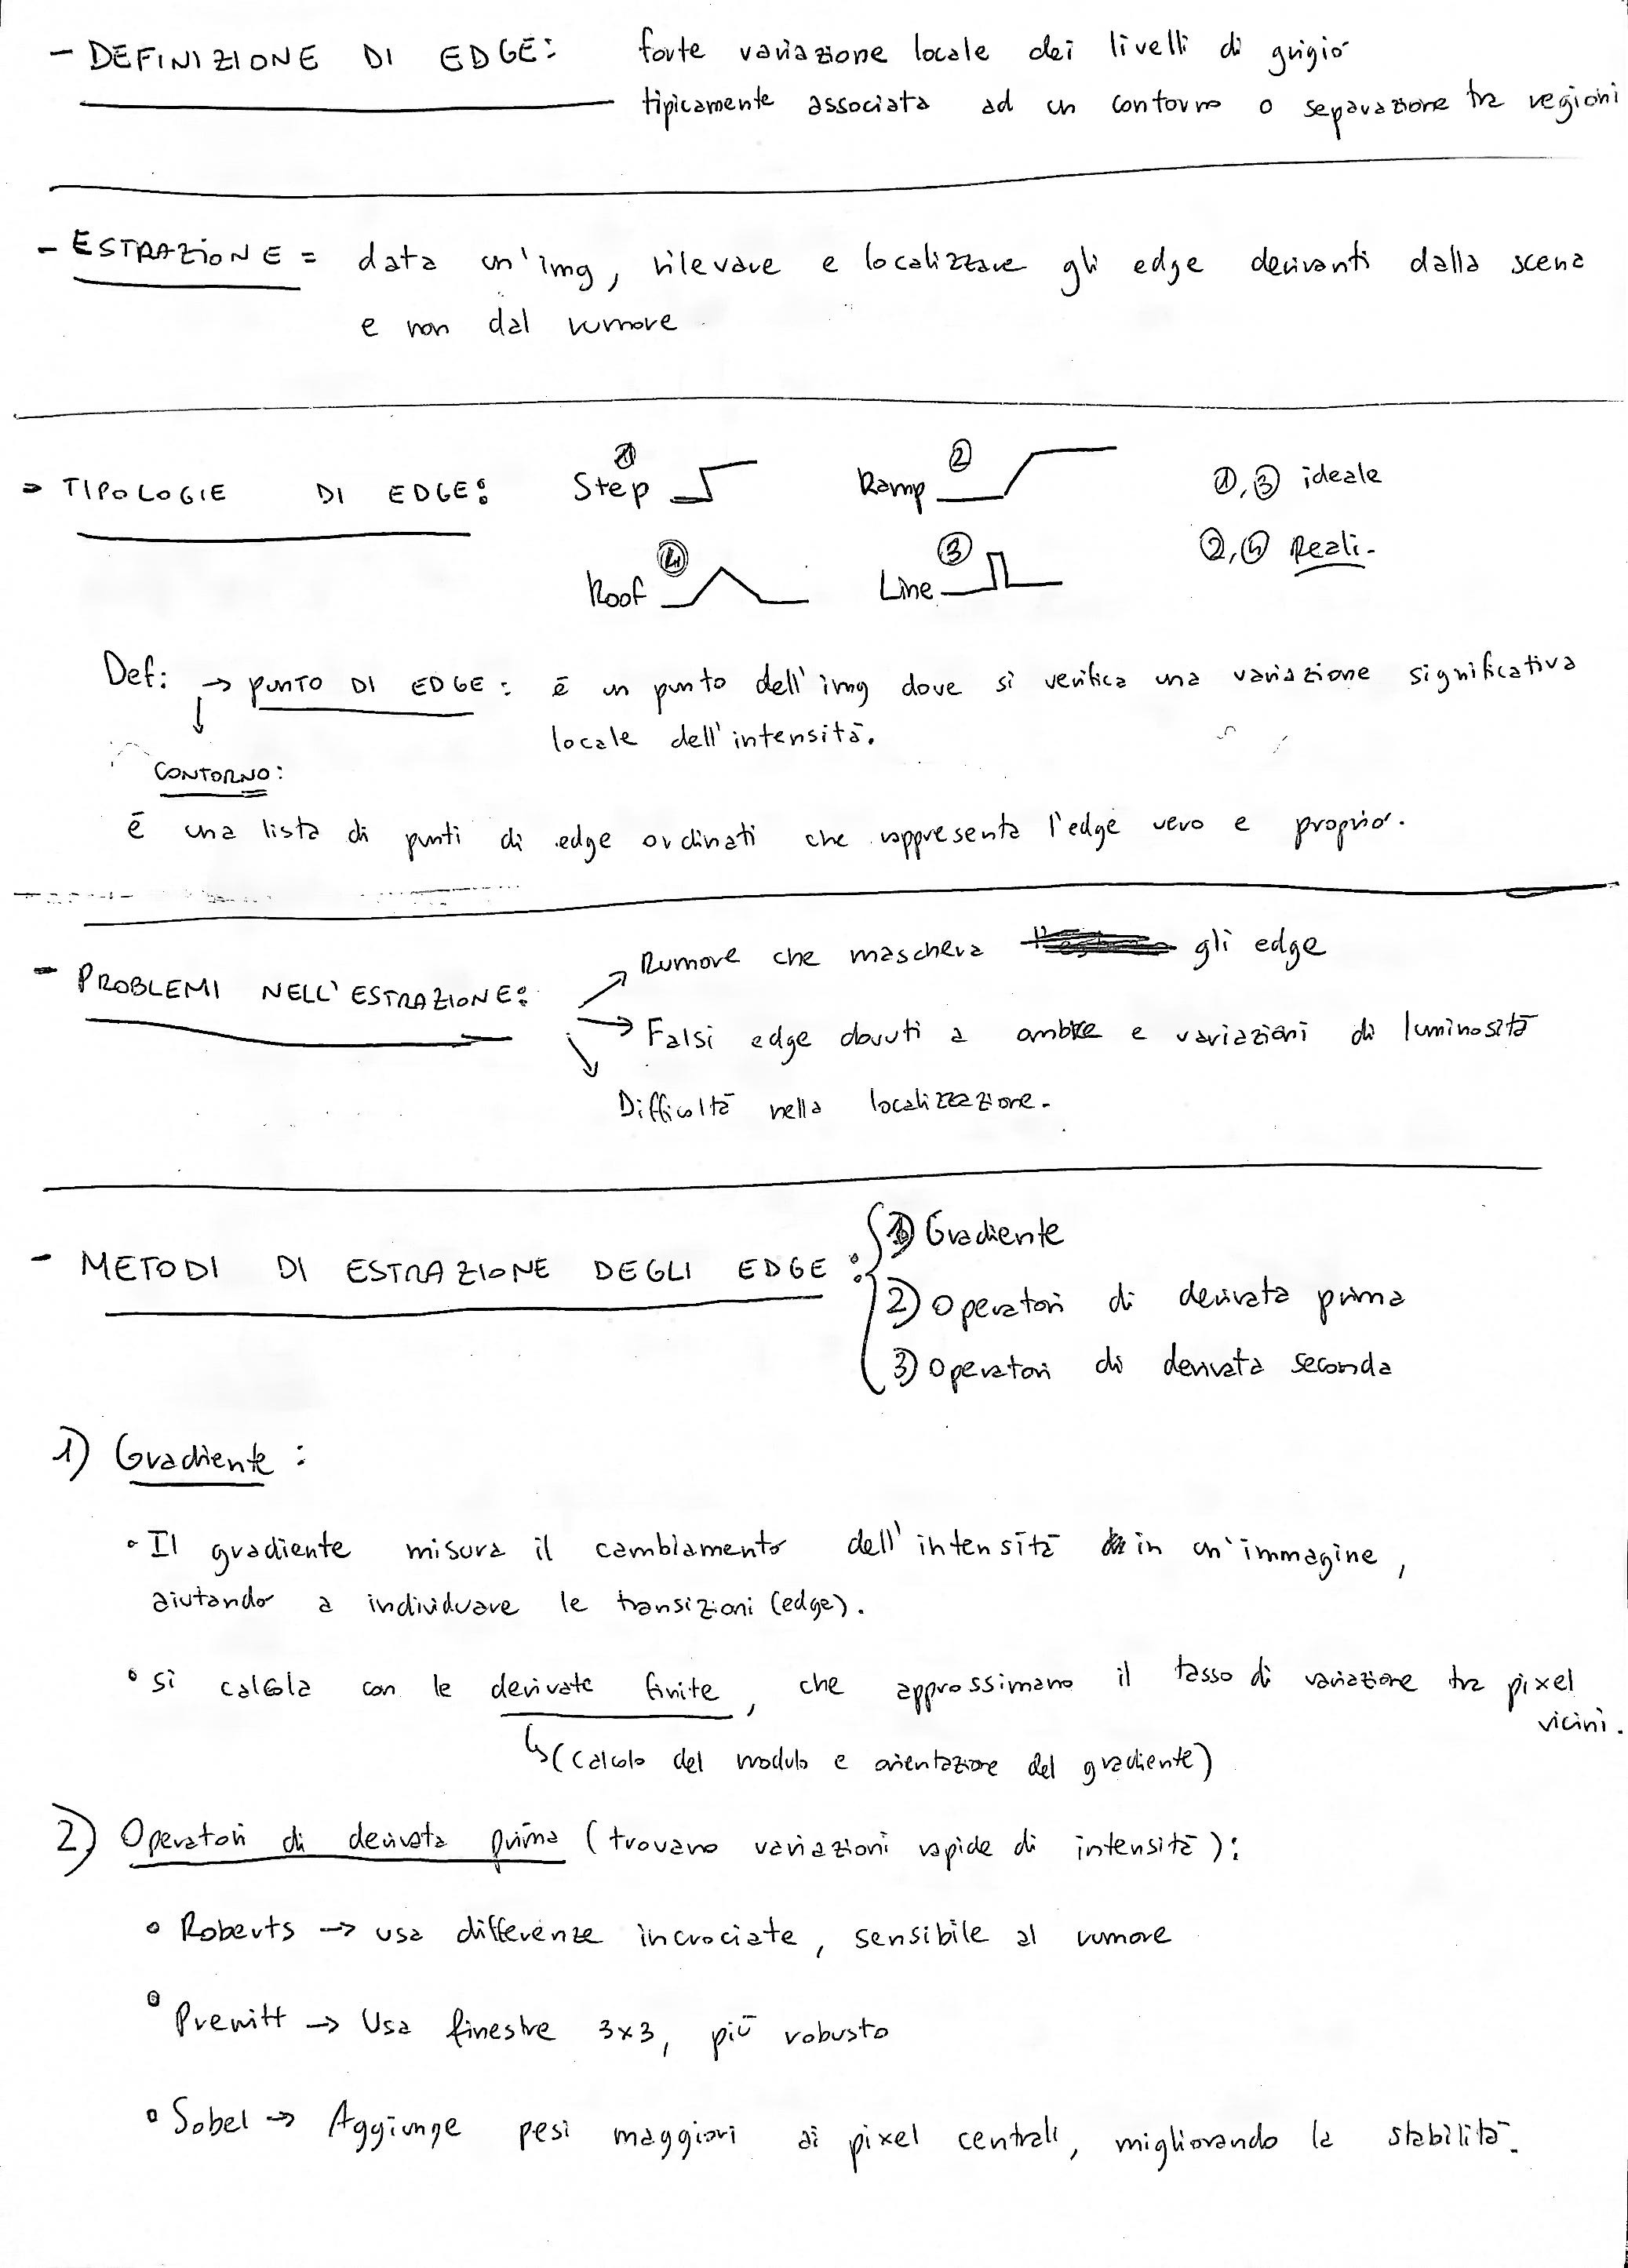 - DEFINIZIONE DI EDGE: forte variazione locale dei livelli di grigio
tipicamente associata ad un contorno o separazione tra regioni
- ESTRAZIONE = data un'img, rilevare e localizzare gli edge derivanti dalla scena
e non dal rumore
- TIPOLOGIE DI EDGE: Step ① Ramp ② ①,③ ideale
Roof ④ Line ③ ②,④ Reali.
Def: → PUNTO DI EDGE: è un punto dell'img dove si verifica una variazione significativa
locale dell'intensità.
CONTORNO:
è una lista di punti di edge ordinati che rappresenta l'edge vero e proprio.
- PROBLEMI NELL'ESTRAZIONE: → Rumore che maschera gli edge
→ Falsi edge dovuti a ombre e variazioni di luminosità
→ Difficoltà nella localizzazione.
- METODI DI ESTRAZIONE DEGLI EDGE: 1) Gradiente
2) Operatori di derivata prima
3) Operatori di derivata seconda
1) Gradiente:
• Il gradiente misura il cambiamento dell'intensità in un'immagine,
aiutando a individuare le transizioni (edge).
• Si calcola con le derivate finite, che approssimano il tasso di variazione tra pixel
vicini.
↳ (calcolo del modulo e orientazione del gradiente)
2) Operatori di derivata prima (trovano variazioni rapide di intensità):
• Roberts → usa differenze incrociate, sensibile al rumore
• Prewitt → Usa finestre 3x3, più robusto
• Sobel → Aggiunge pesi maggiori ai pixel centrali, migliorando la stabilità.